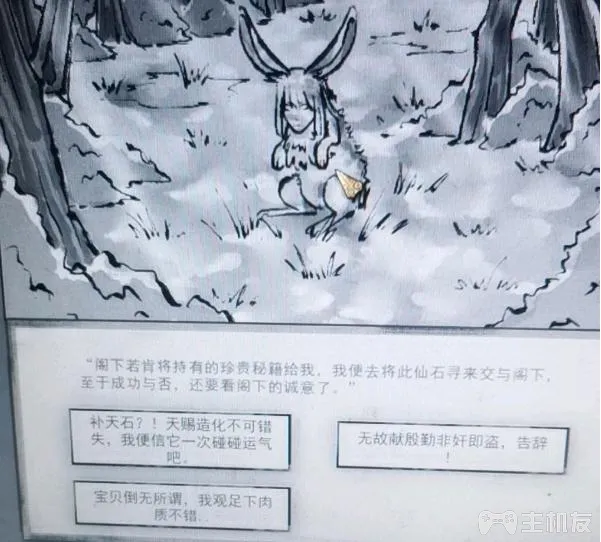 “阁下若肯将持有的珍贵秘籍给我，我便去将此仙石寻来交与阁下，
至于成功与否，还要看阁下的诚意了。”
补天石？！天赐造化不可错
失，我便信它一次碰碰运气
吧。
无故献殷勤非奸即盗，告辞
！
宝贝倒无所谓，我观足下肉
质不错..
主机友